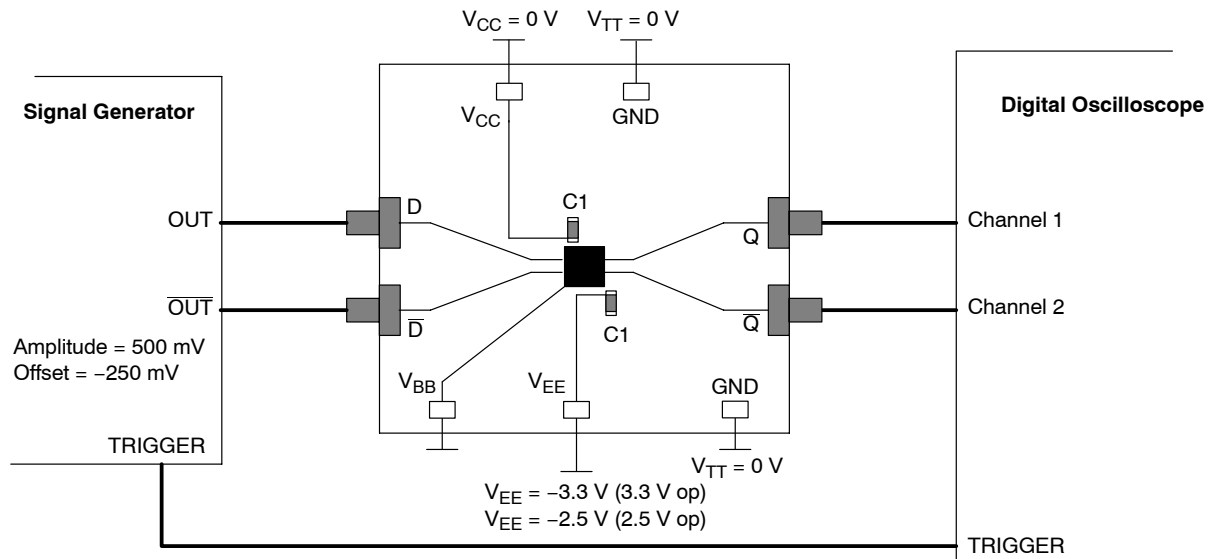 V_CC = 0 V
V_TT = 0 V
Signal Generator
Digital Oscilloscope
V_CC
GND
C1
D
OUT
Q
Channel 1
O̅U̅T̅
D̅
C1
Q̅
Channel 2
Amplitude = 500 mV
Offset = −250 mV
V_BB
V_EE
GND
TRIGGER
V_TT = 0 V
V_EE = −3.3 V (3.3 V op)
V_EE = −2.5 V (2.5 V op)
TRIGGER